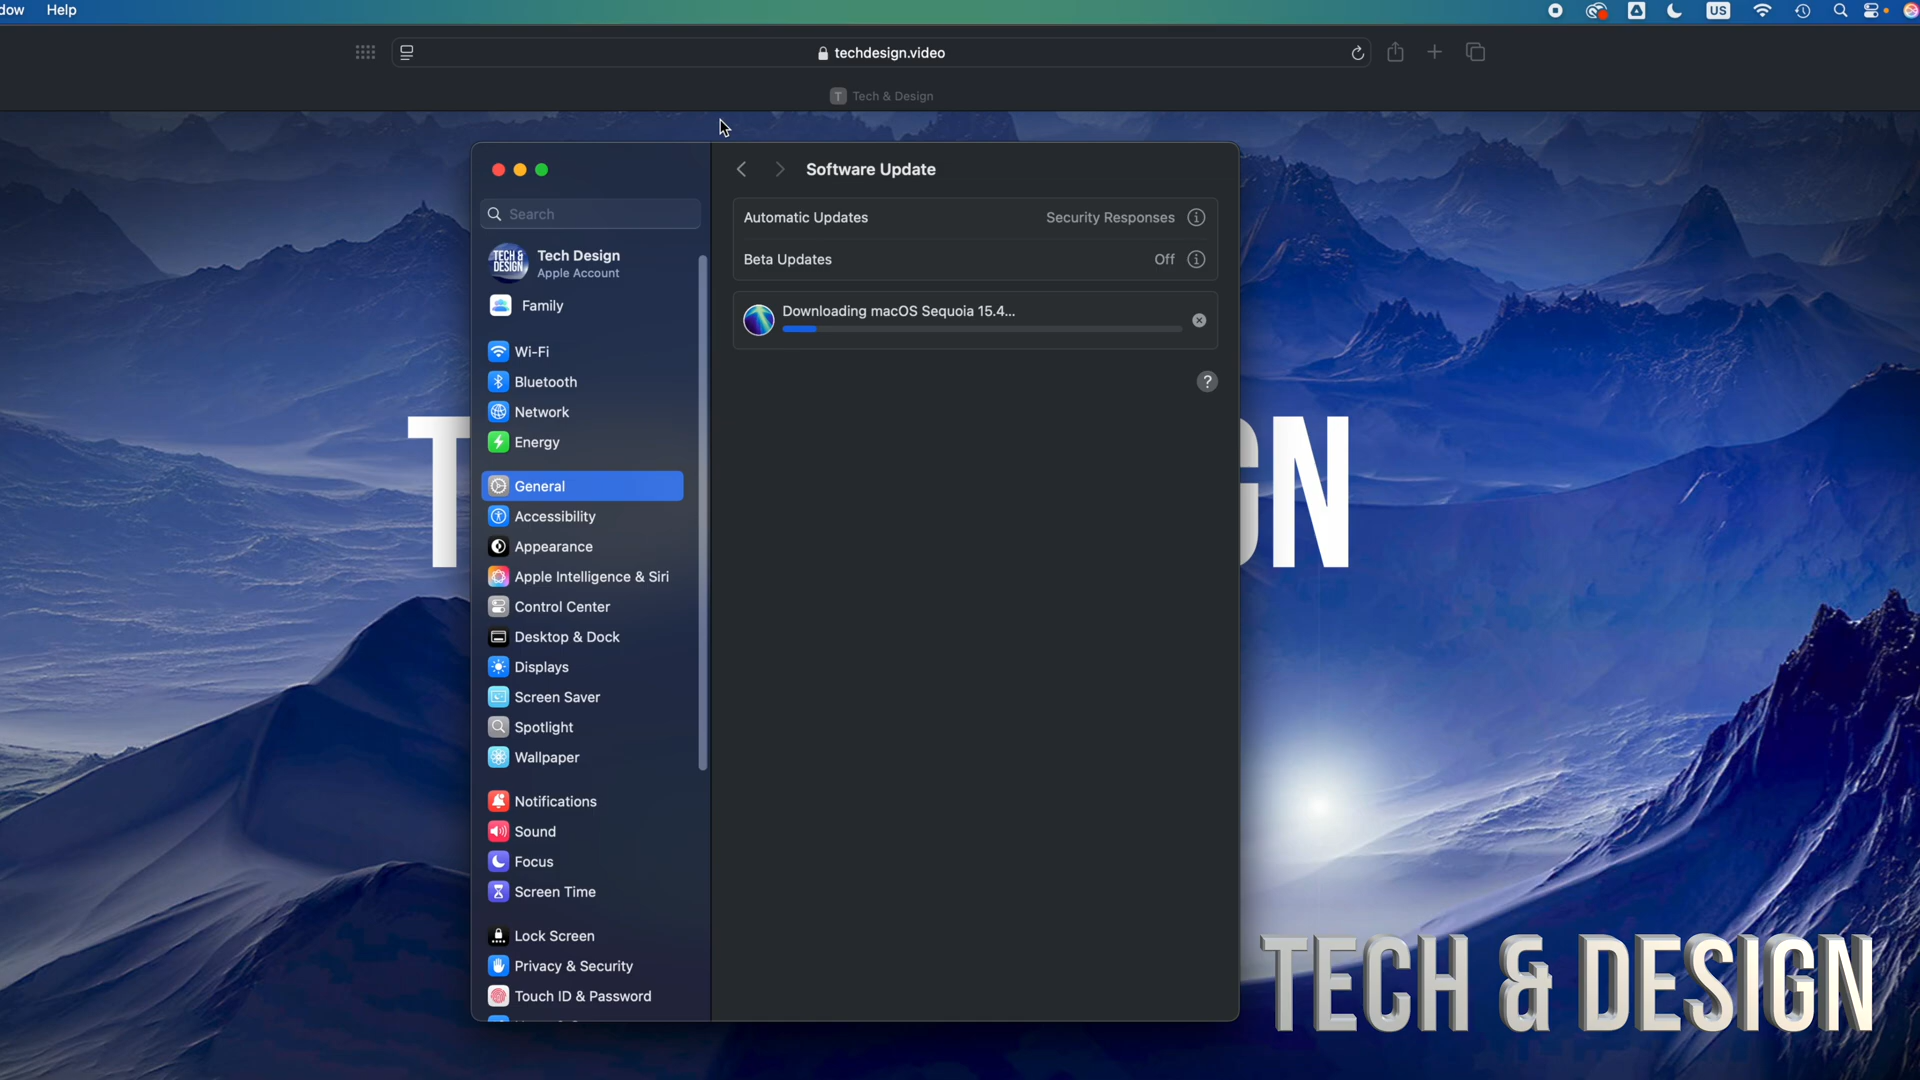 dow Help
US
techdesign.video
T Tech & Design
Software Update
Search
TECH &
DESIGN
Tech Design
Apple Account
Family
Wi-Fi
Bluetooth
Network
Energy
General
Accessibility
Appearance
Apple Intelligence & Siri
Control Center
Desktop & Dock
Displays
Screen Saver
Spotlight
Wallpaper
Notifications
Sound
Focus
Screen Time
Lock Screen
Privacy & Security
Touch ID & Password
Automatic Updates Security Responses
Beta Updates Off
Downloading macOS Sequoia 15.4...
?
T GN
TECH & DESIGN